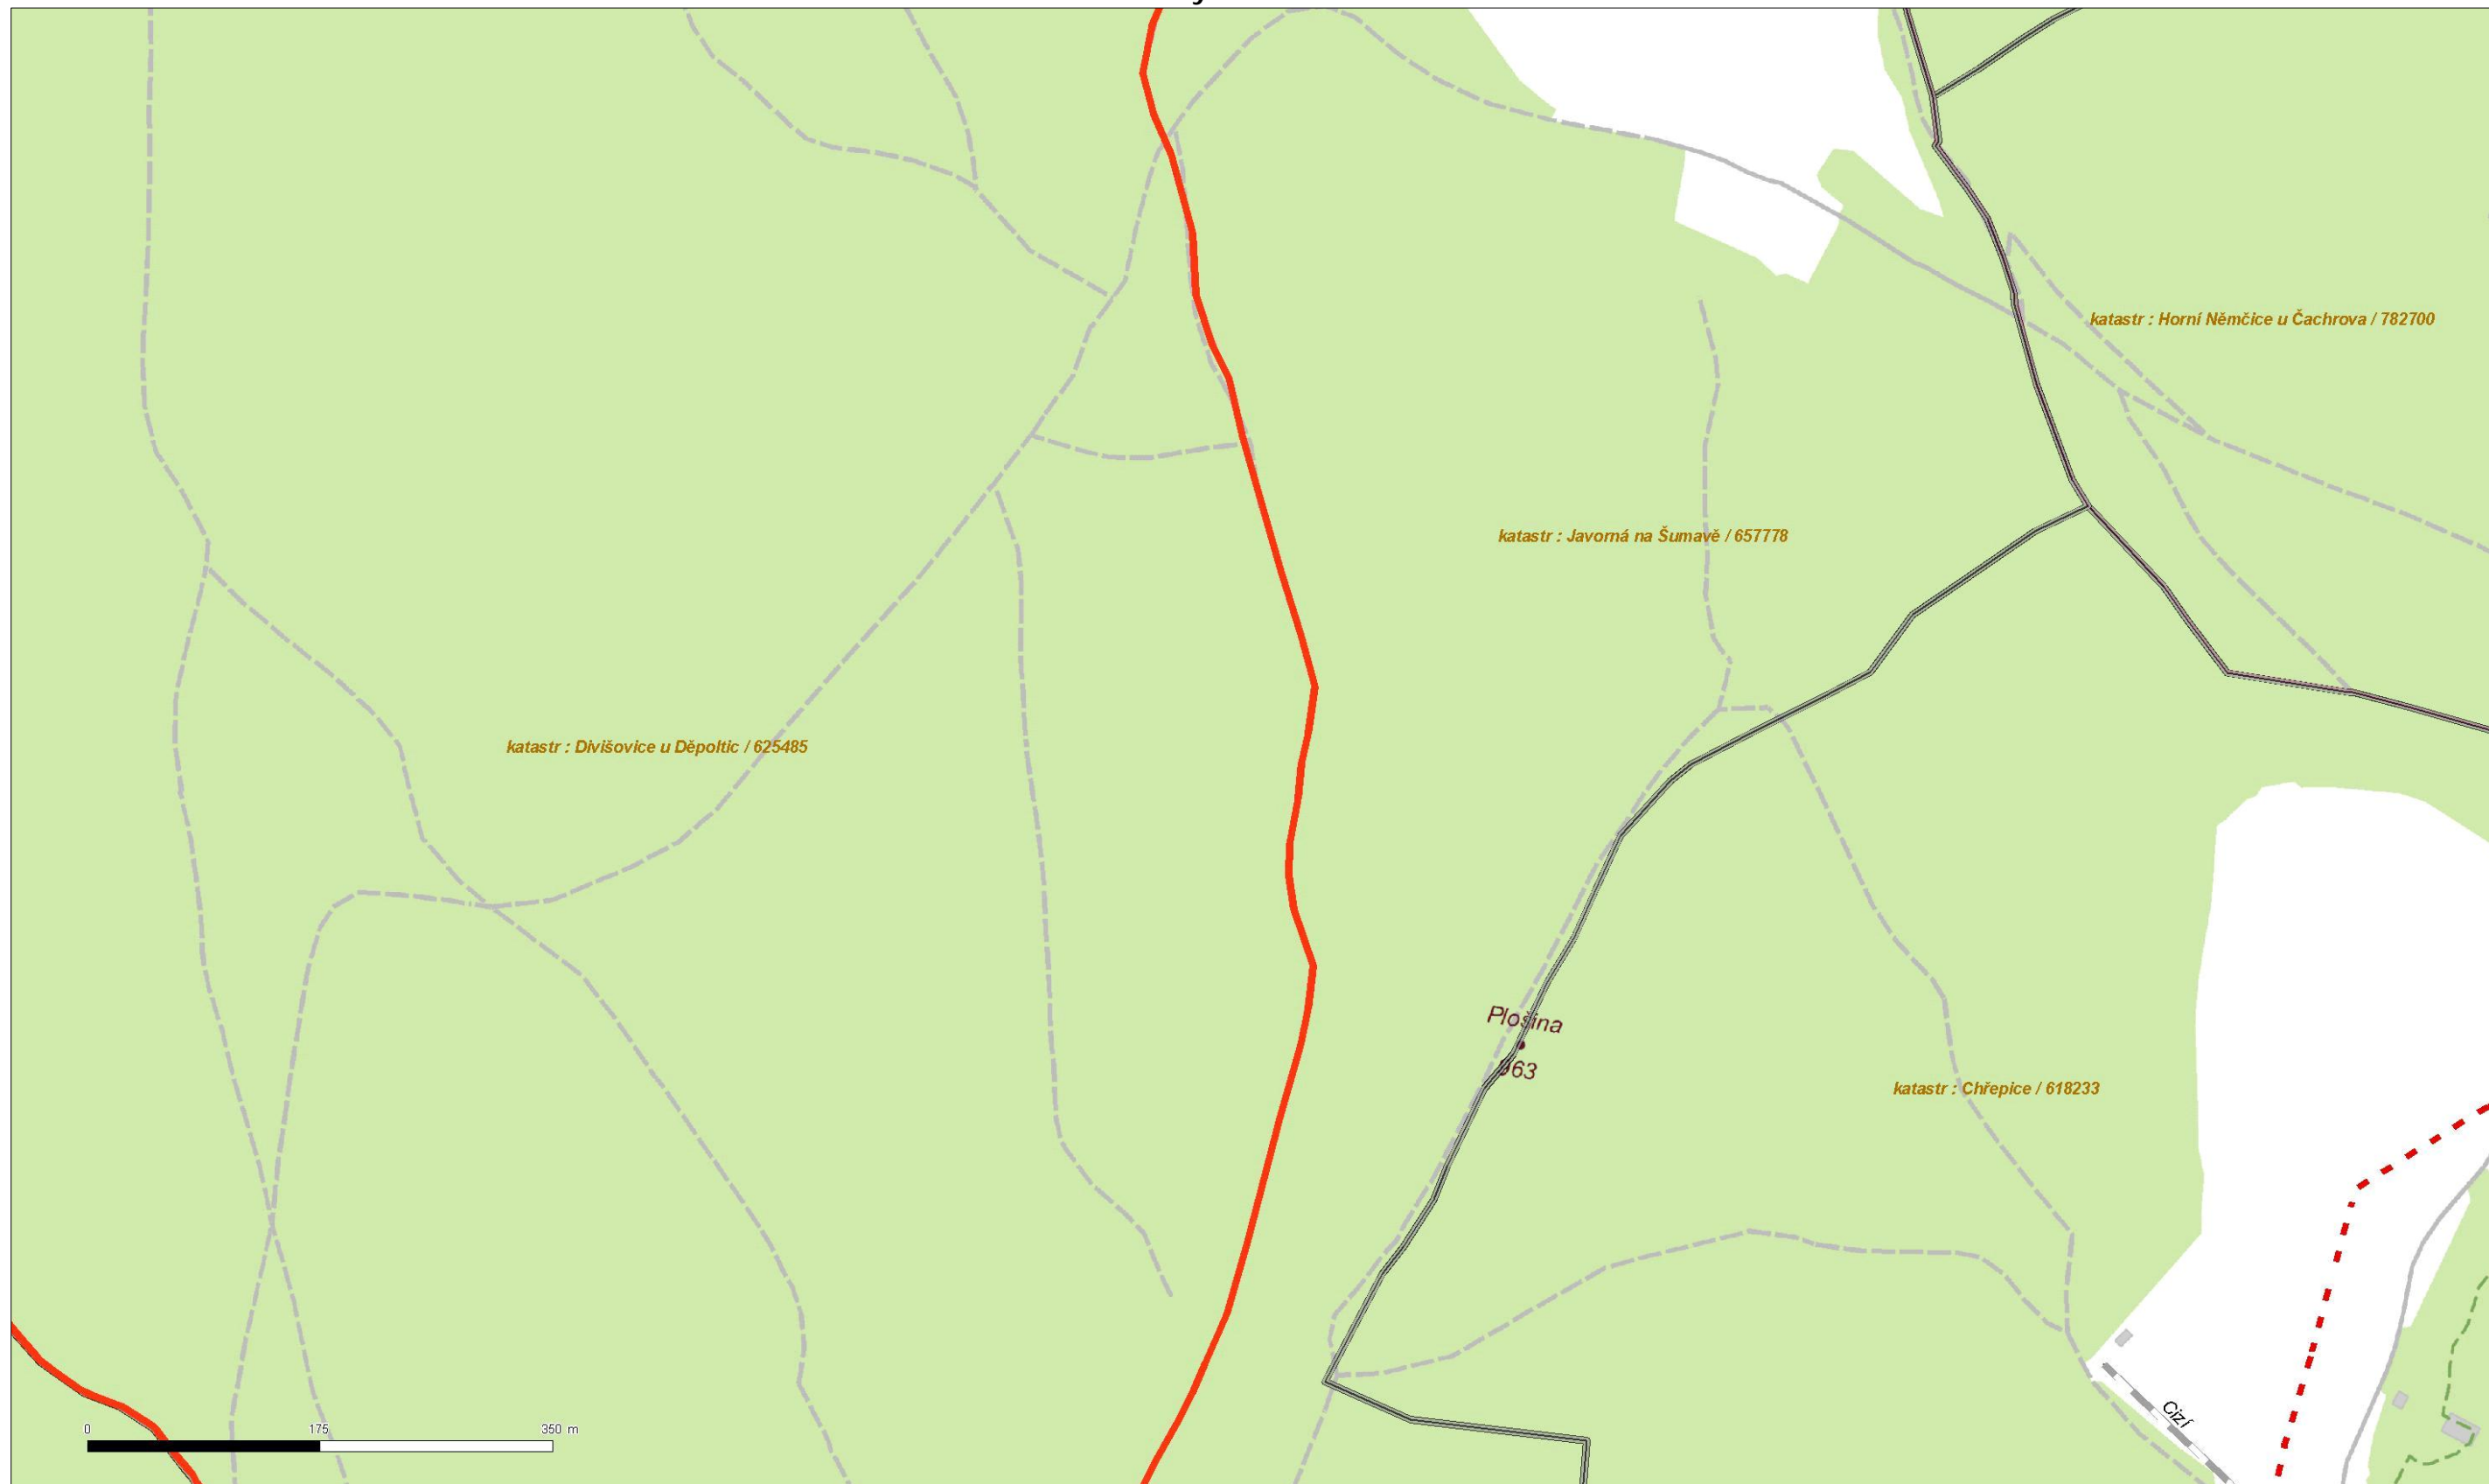 katastr : Horní Němčice u Čachrova / 782700
katastr : Javorná na Šumavě / 657778
katastr : Divišovice u Děpoltic / 625485
Plošina
963
katastr : Chřepice / 618233
Cizí
0 175 350 m